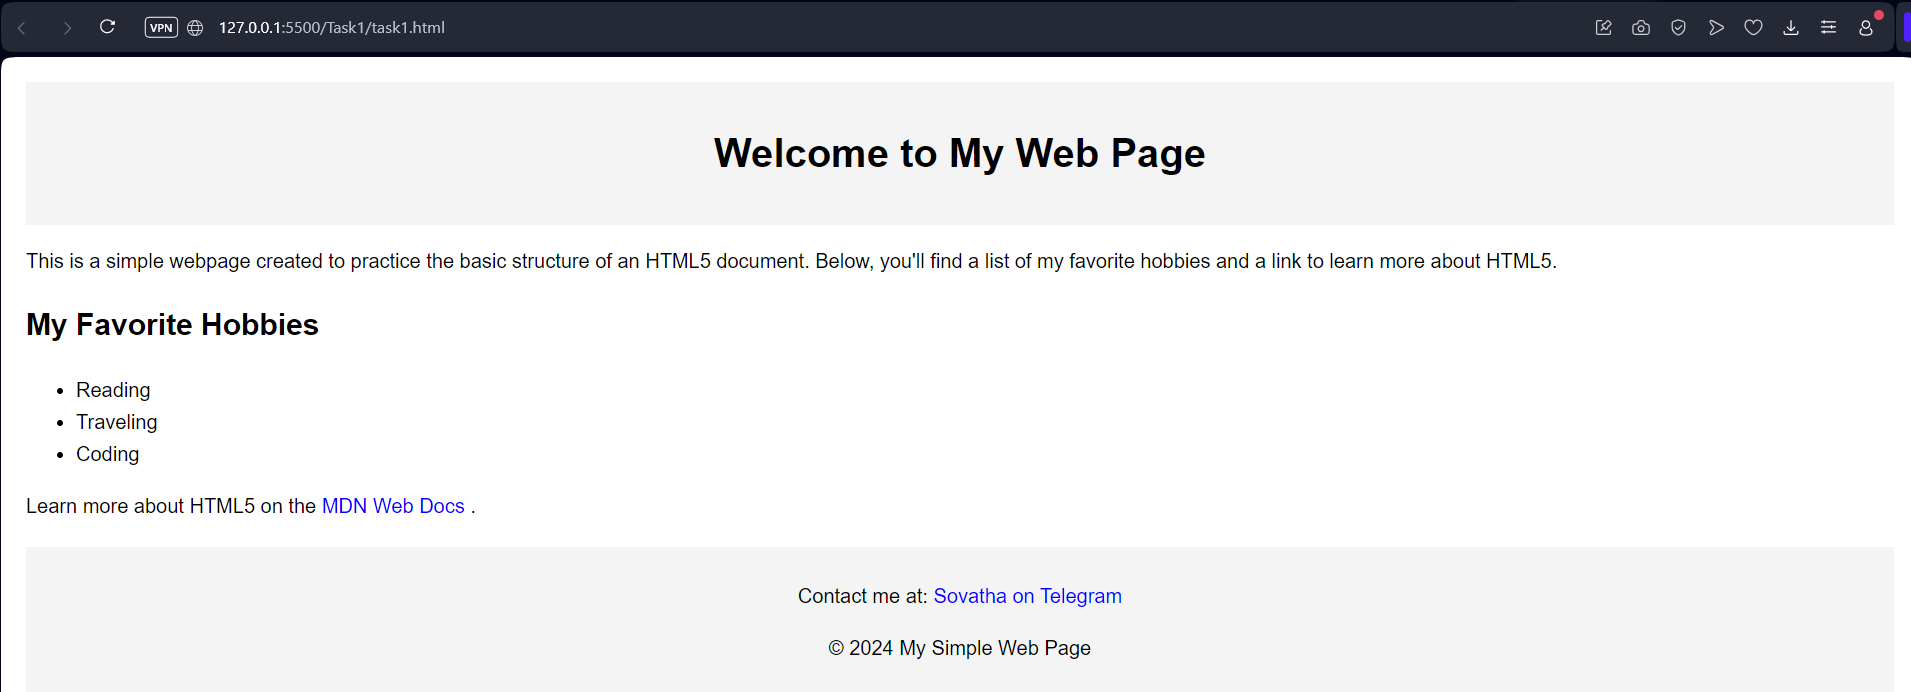 VPN 127.0.0.1:5500/Task1/task1.html
Welcome to My Web Page
This is a simple webpage created to practice the basic structure of an HTML5 document. Below, you'll find a list of my favorite hobbies and a link to learn more about HTML5.
My Favorite Hobbies
• Reading
• Traveling
• Coding
Learn more about HTML5 on the MDN Web Docs .
Contact me at: Sovatha on Telegram
© 2024 My Simple Web Page